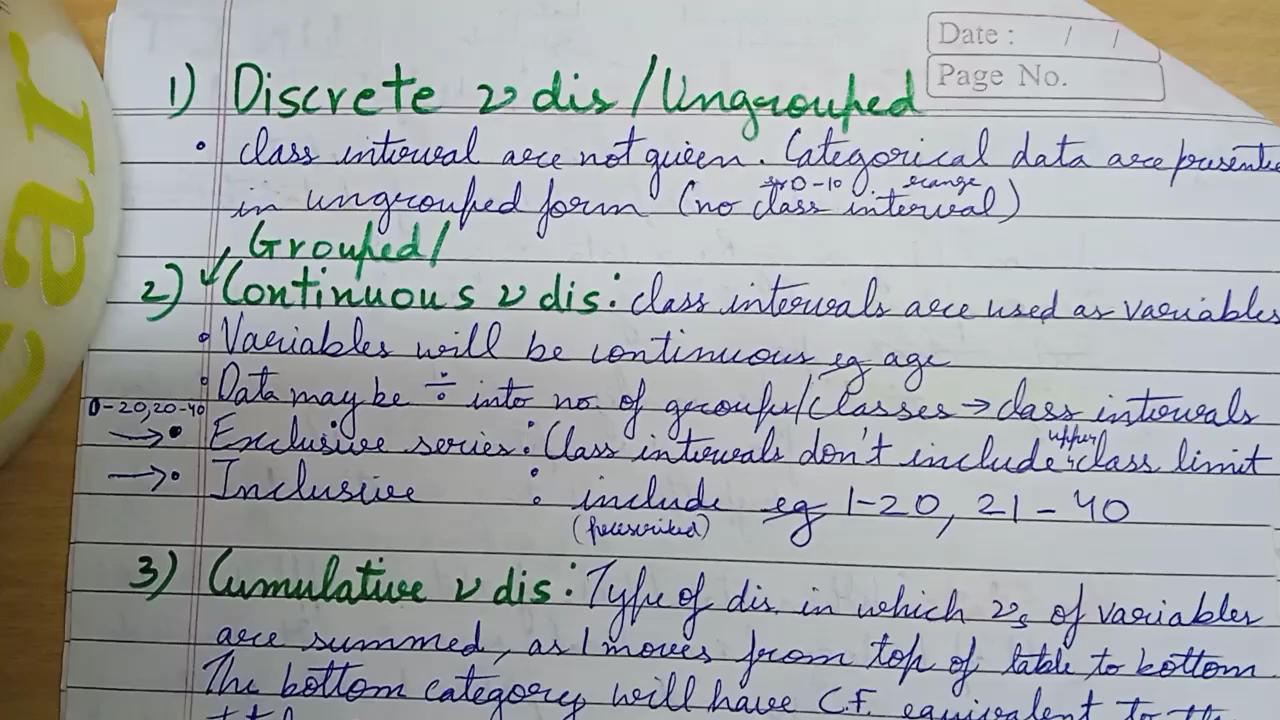 car
Date : / /
Page No.
1) Discrete ν dis/Ungrouped
• class interval are not given. Categorical data are presente
0-10 range
in ungrouped form (no class interval)
Grouped/
2) Continuous ν dis: class intervals are used as variables
• Variables will be continuous eg age
• Data may be ÷ into no. of groups/classes → class intervals
0-20, 20-40
→ • Exclusive series: Class intervals don't include upper class limit
→ • Inclusive : include eg 1-20, 21-40
(prescribed)
3) Cumulative ν dis: Type of dis. in which νs of variables
are summed, as 1 moves from top of table to bottom.
The bottom category will have C.F. equivalent to the